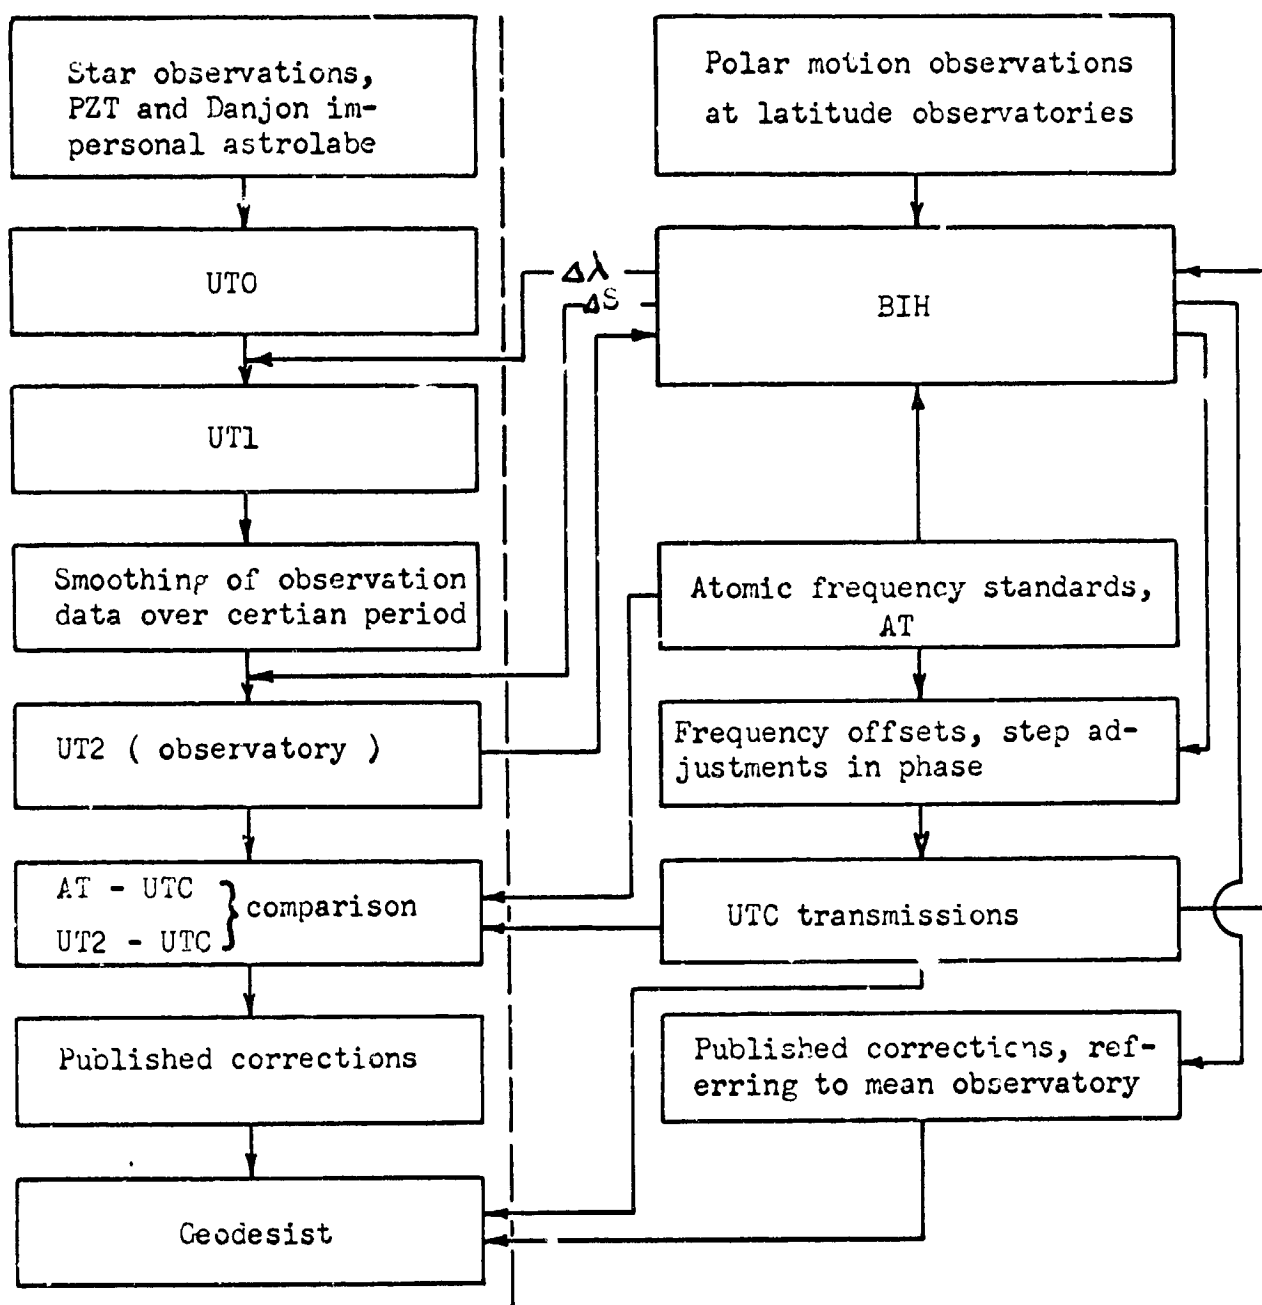 Star observations,
PZT and Danjon im-
personal astrolabe
UT0
UT1
Smoothing of observation
data over certian period
UT2 ( observatory )
AT - UTC
UT2 - UTC
comparison
Published corrections
Geodesist
Polar motion observations
at latitude observatories
Δλ
ΔS
BIH
Atomic frequency standards,
AT
Frequency offsets, step ad-
justments in phase
UTC transmissions
Published corrections, ref-
erring to mean observatory